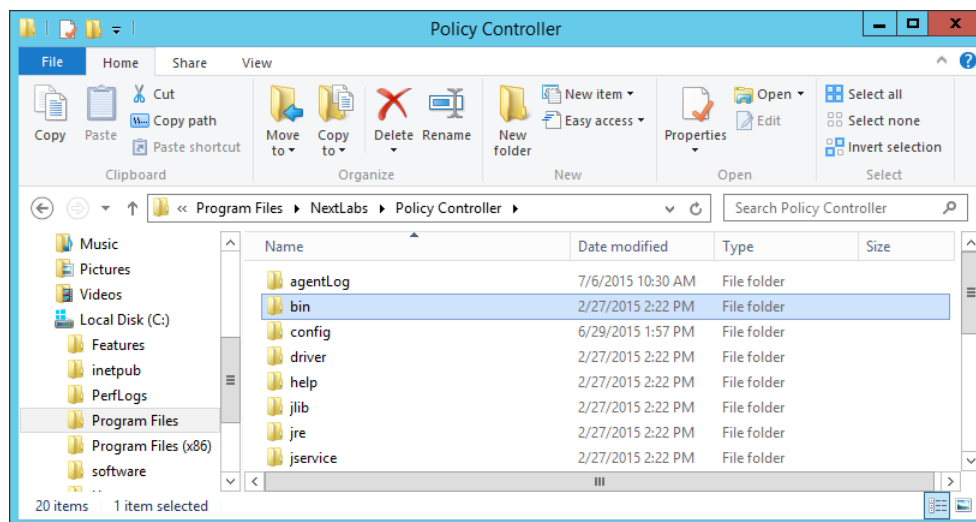 Policy Controller
File Home Share View
Copy
Paste
Cut
Copy path
Paste shortcut
Clipboard
Move to
Copy to
Delete
Rename
Organize
New folder
New item
Easy access
New
Properties
Open
Edit
Open
Select all
Select none
Invert selection
Select
« Program Files NextLabs Policy Controller
Search Policy Controller
Music
Pictures
Videos
Local Disk (C:)
Features
inetpub
PerfLogs
Program Files
Program Files (x86)
software
Name Date modified Type Size
agentLog 7/6/2015 10:30 AM File folder
bin 2/27/2015 2:22 PM File folder
config 6/29/2015 1:57 PM File folder
driver 2/27/2015 2:22 PM File folder
help 2/27/2015 2:22 PM File folder
jlib 2/27/2015 2:22 PM File folder
jre 2/27/2015 2:22 PM File folder
jservice 2/27/2015 2:22 PM File folder
20 items 1 item selected